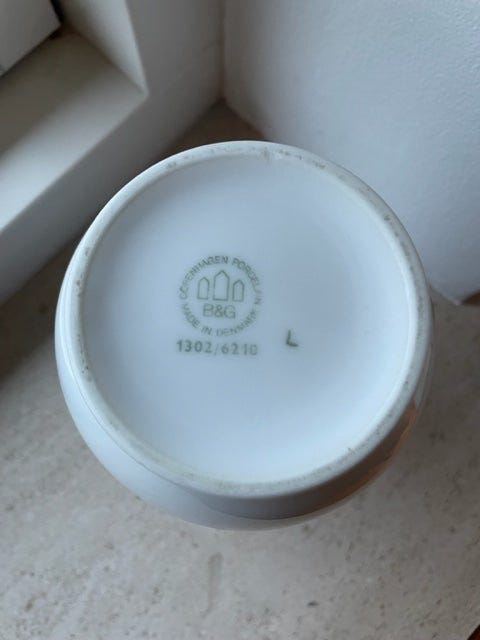 COPENHAGEN PORCELAIN
B&G
MADE IN DENMARK
1302/6210 L